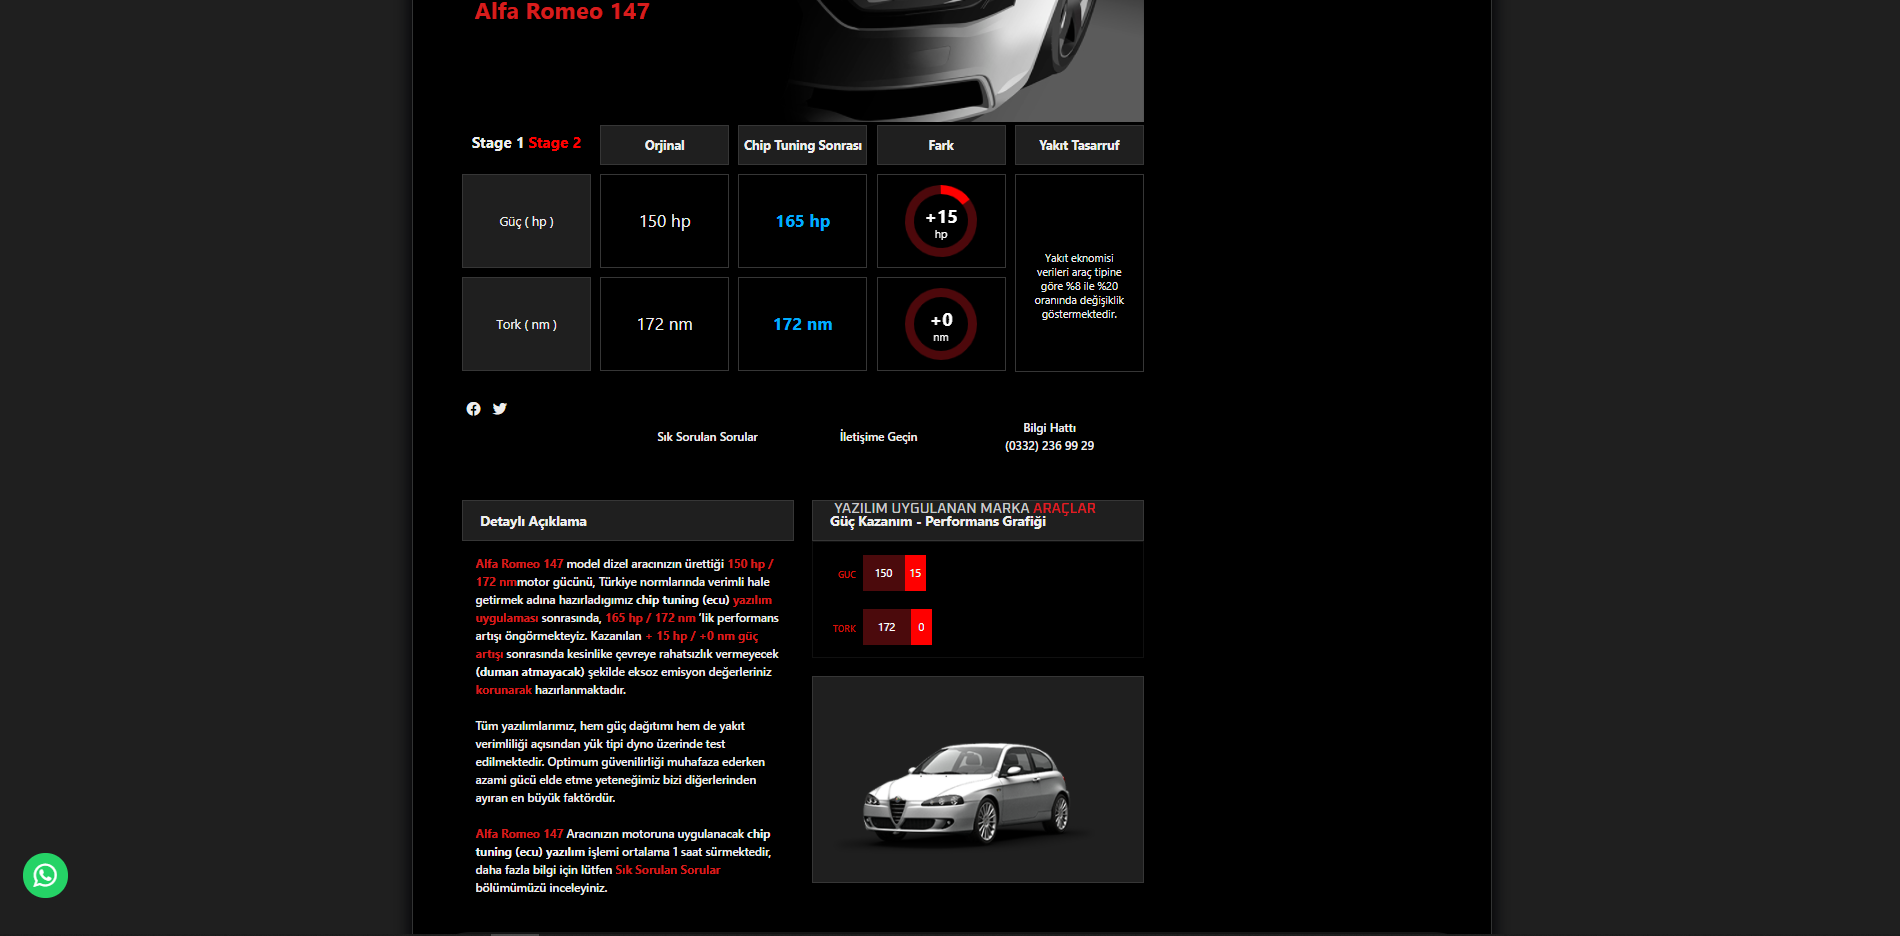 Alfa Romeo 147
Stage 1 Stage 2
Orjinal
Chip Tuning Sonrası
Fark
Yakıt Tasarruf
Güç ( hp )
150 hp
165 hp
+15
hp
Yakıt eknomisi
verileri araç tipine
göre %8 ile %20
oranında değişiklik
göstermektedir.
Tork ( nm )
172 nm
172 nm
+0
nm
Sık Sorulan Sorular
İletişime Geçin
Bilgi Hattı
(0332) 236 99 29
Detaylı Açıklama
Alfa Romeo 147 model dizel aracınızın ürettiği 150 hp /
172 nmmotor gücünü, Türkiye normlarında verimli hale
getirmek adına hazırladıgımız chip tuning (ecu) yazılım
uygulaması sonrasında, 165 hp / 172 nm 'lik performans
artışı öngörmekteyiz. Kazanılan + 15 hp / +0 nm güç
artışı sonrasında kesinlike çevreye rahatsızlık vermeyecek
(duman atmayacak) şekilde eksoz emisyon değerleriniz
korunarak hazırlanmaktadır.
Tüm yazılımlarımız, hem güç dağıtımı hem de yakıt
verimliliği açısından yük tipi dyno üzerinde test
edilmektedir. Optimum güvenilirliği muhafaza ederken
azami gücü elde etme yeteneğimiz bizi diğerlerinden
ayıran en büyük faktördür.
Alfa Romeo 147 Aracınızın motoruna uygulanacak chip
tuning (ecu) yazılım işlemi ortalama 1 saat sürmektedir,
daha fazla bilgi için lütfen Sık Sorulan Sorular
bölümümüzü inceleyiniz.
YAZILIM UYGULANAN MARKA ARAÇLAR
Güç Kazanım - Performans Grafiği
GUC 150 15
TORK 172 0